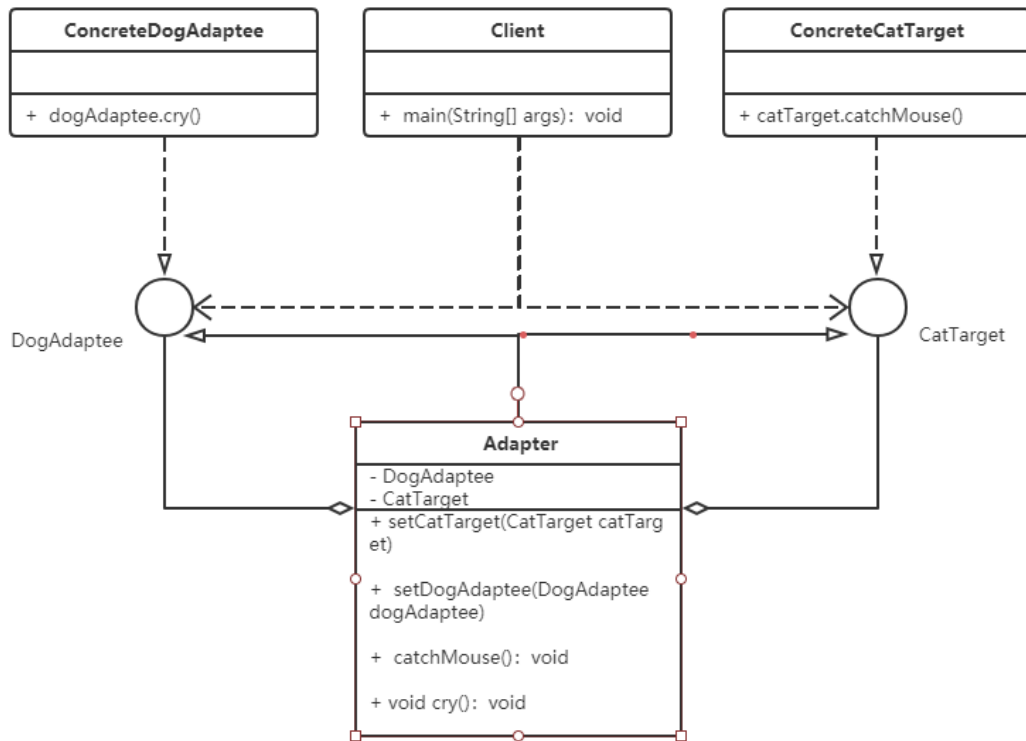 ConcreteDogAdaptee
+ dogAdaptee.cry()
Client
+ main(String[] args): void
ConcreteCatTarget
+ catTarget.catchMouse()
DogAdaptee
CatTarget
Adapter
- DogAdaptee
- CatTarget
+ setCatTarget(CatTarget catTarg
et)
+ setDogAdaptee(DogAdaptee
dogAdaptee)
+ catchMouse(): void
+ void cry(): void